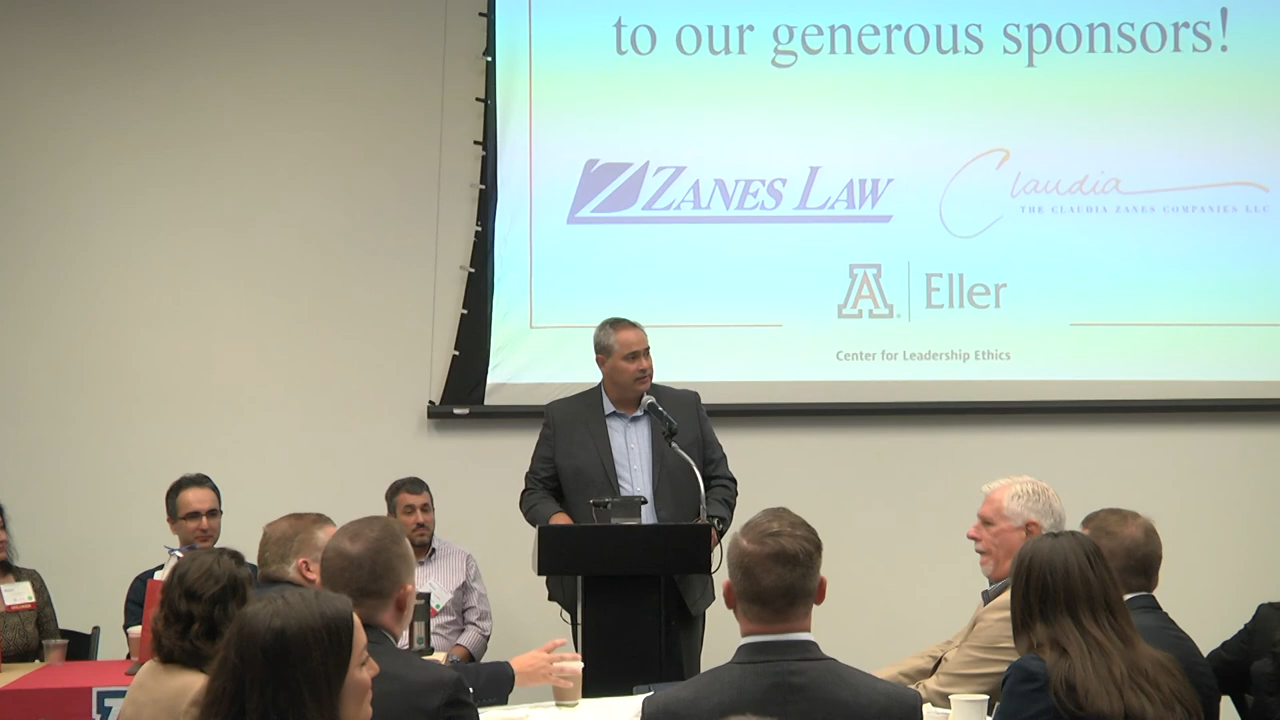 to our generous sponsors!
ZANES LAW
Claudia
THE CLAUDIA ZANES COMPANIES LLC
A Eller
Center for Leadership Ethics